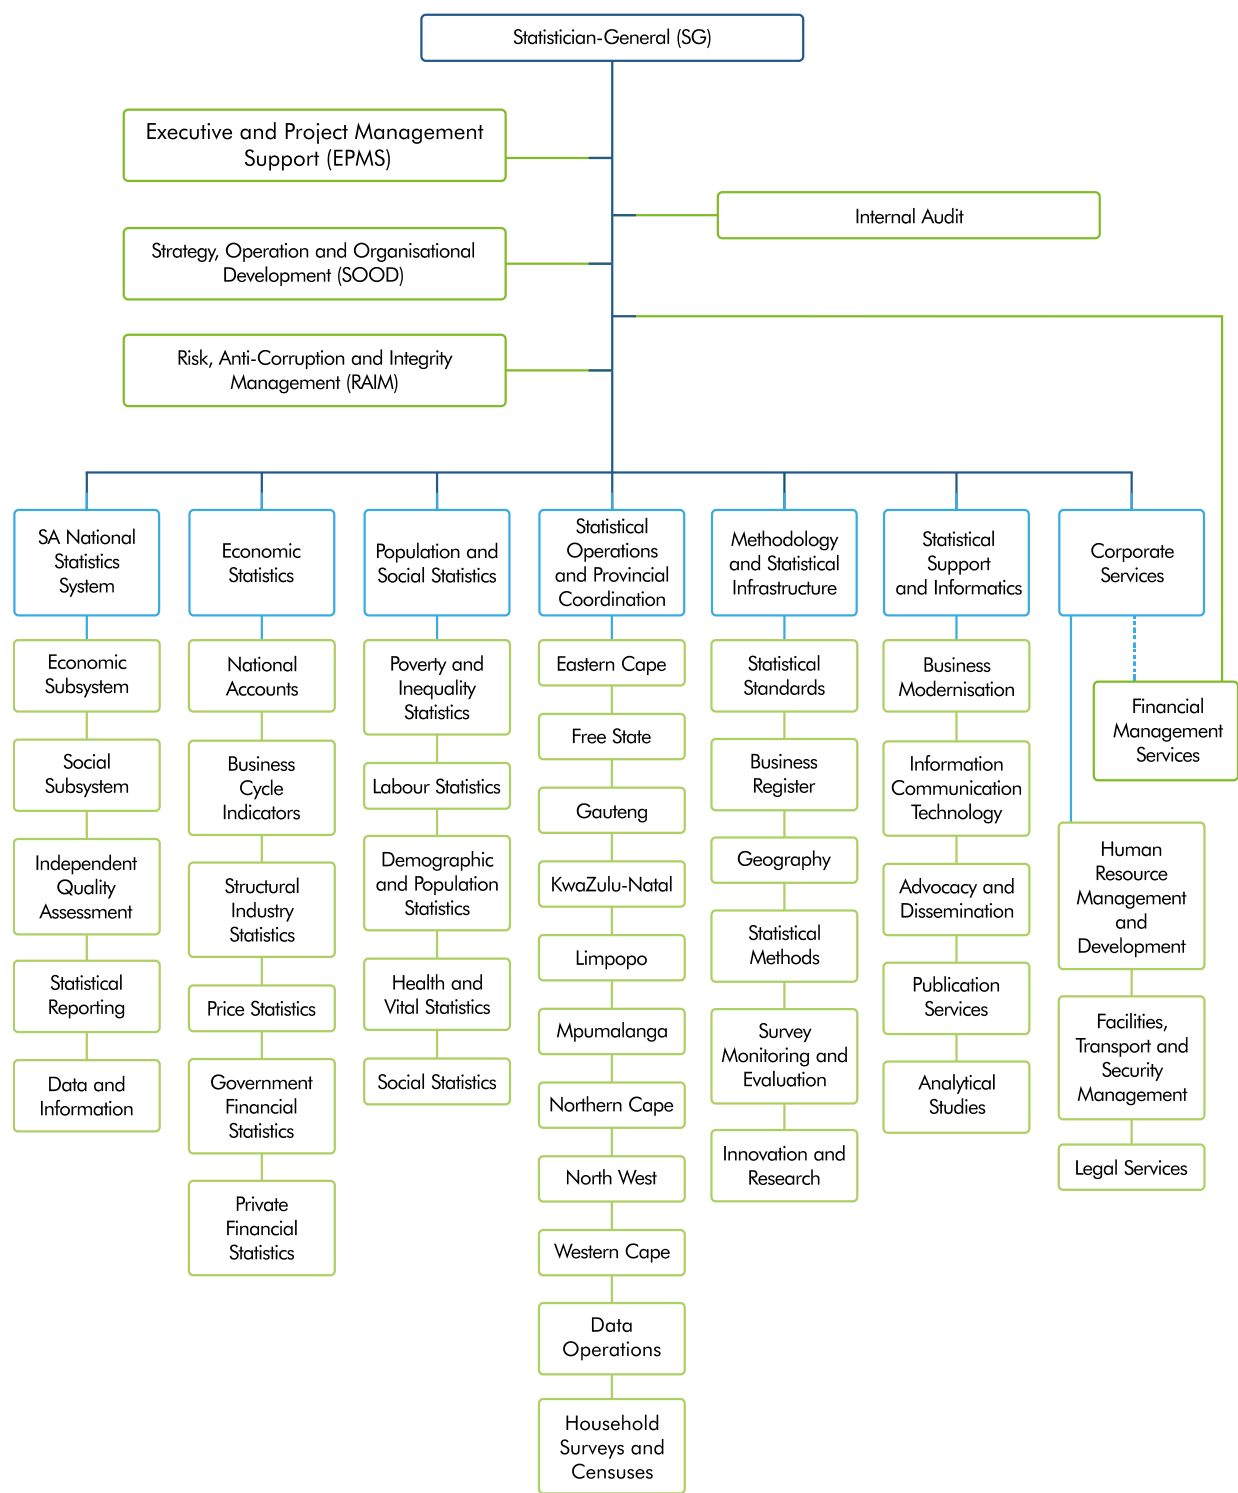 Statistician-General (SG)
Executive and Project Management
Support (EPMS)
Internal Audit
Strategy, Operation and Organisational
Development (SOOD)
Risk, Anti-Corruption and Integrity
Management (RAIM)
SA National
Statistics
System
Economic
Subsystem
Social
Subsystem
Independent
Quality
Assessment
Statistical
Reporting
Data and
Information
Economic
Statistics
National
Accounts
Business
Cycle
Indicators
Structural
Industry
Statistics
Price Statistics
Government
Financial
Statistics
Private
Financial
Statistics
Population and
Social Statistics
Poverty and
Inequality
Statistics
Labour Statistics
Demographic
and Population
Statistics
Health and
Vital Statistics
Social Statistics
Statistical
Operations
and Provincial
Coordination
Eastern Cape
Free State
Gauteng
KwaZulu-Natal
Limpopo
Mpumalanga
Northern Cape
North West
Western Cape
Data
Operations
Household
Surveys and
Censuses
Methodology
and Statistical
Infrastructure
Statistical
Standards
Business
Register
Geography
Statistical
Methods
Survey
Monitoring and
Evaluation
Innovation and
Research
Statistical
Support
and Informatics
Business
Modernisation
Information
Communication
Technology
Advocacy and
Dissemination
Publication
Services
Analytical
Studies
Corporate
Services
Financial
Management
Services
Human
Resource
Management
and
Development
Facilities,
Transport and
Security
Management
Legal Services